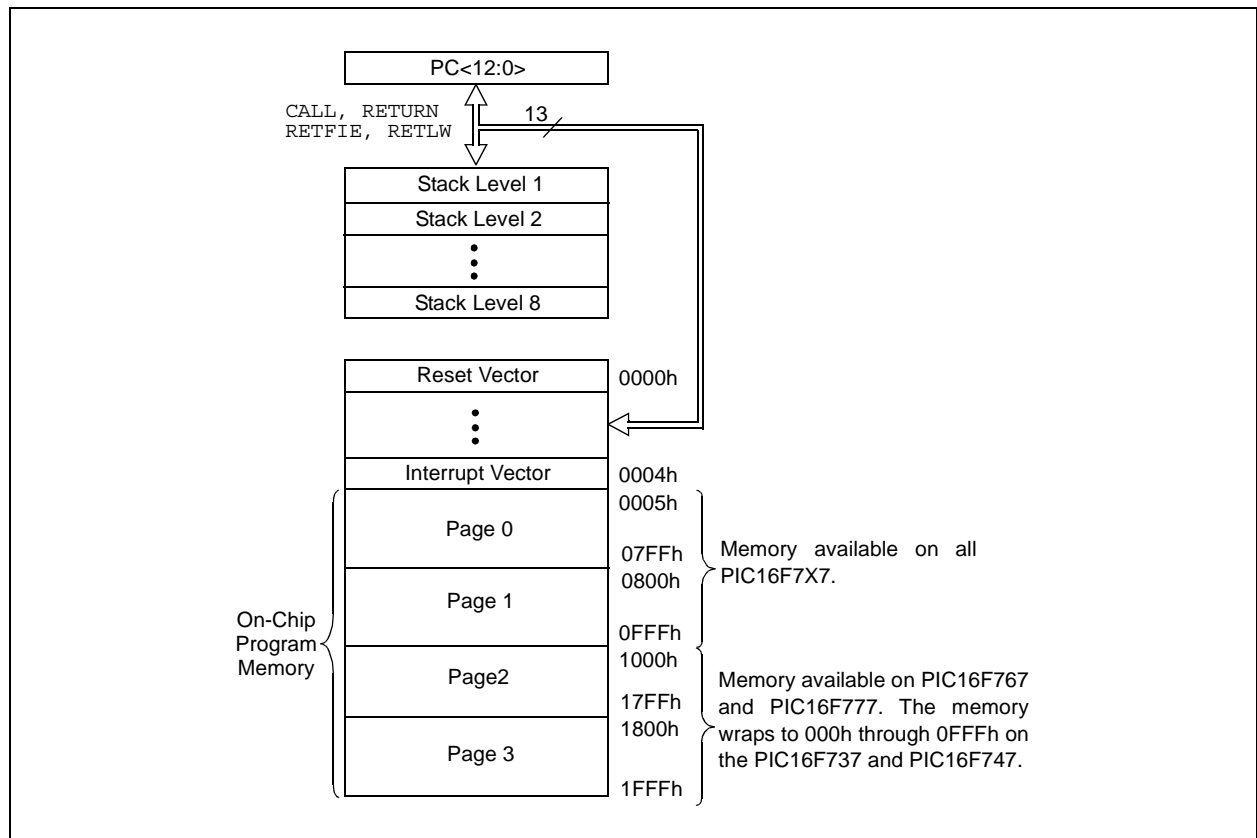 PC<12:0>
CALL, RETURN
RETFIE, RETLW
13
Stack Level 1
Stack Level 2
Stack Level 8
Reset Vector
0000h
Interrupt Vector
0004h
0005h
Page 0
07FFh
0800h
Page 1
0FFFh
1000h
Page2
17FFh
1800h
Page 3
1FFFh
On-Chip
Program
Memory
Memory available on all
PIC16F7X7.
Memory available on PIC16F767
and PIC16F777. The memory
wraps to 000h through 0FFFh on
the PIC16F737 and PIC16F747.